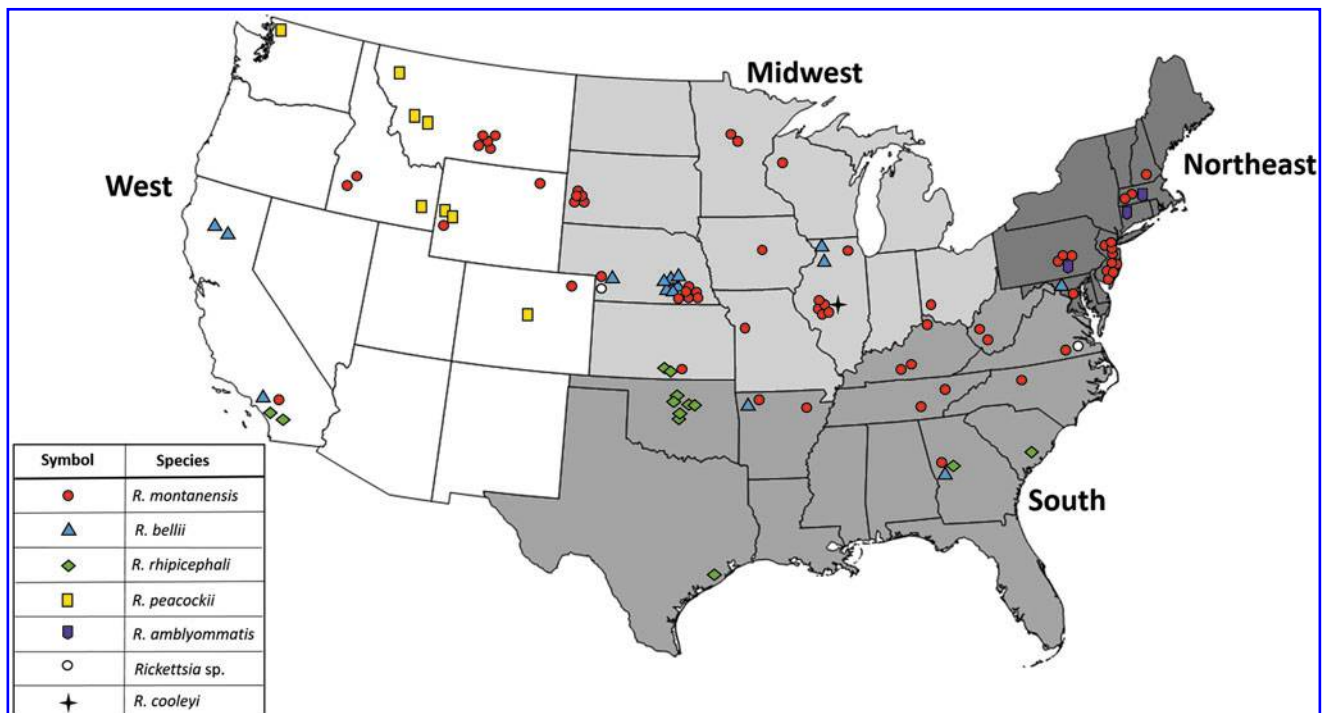 Midwest
Northeast
West
South
Symbol Species
R. montanensis
R. bellii
R. rhipicephali
R. peacockii
R. amblyommatis
Rickettsia sp.
R. cooleyi